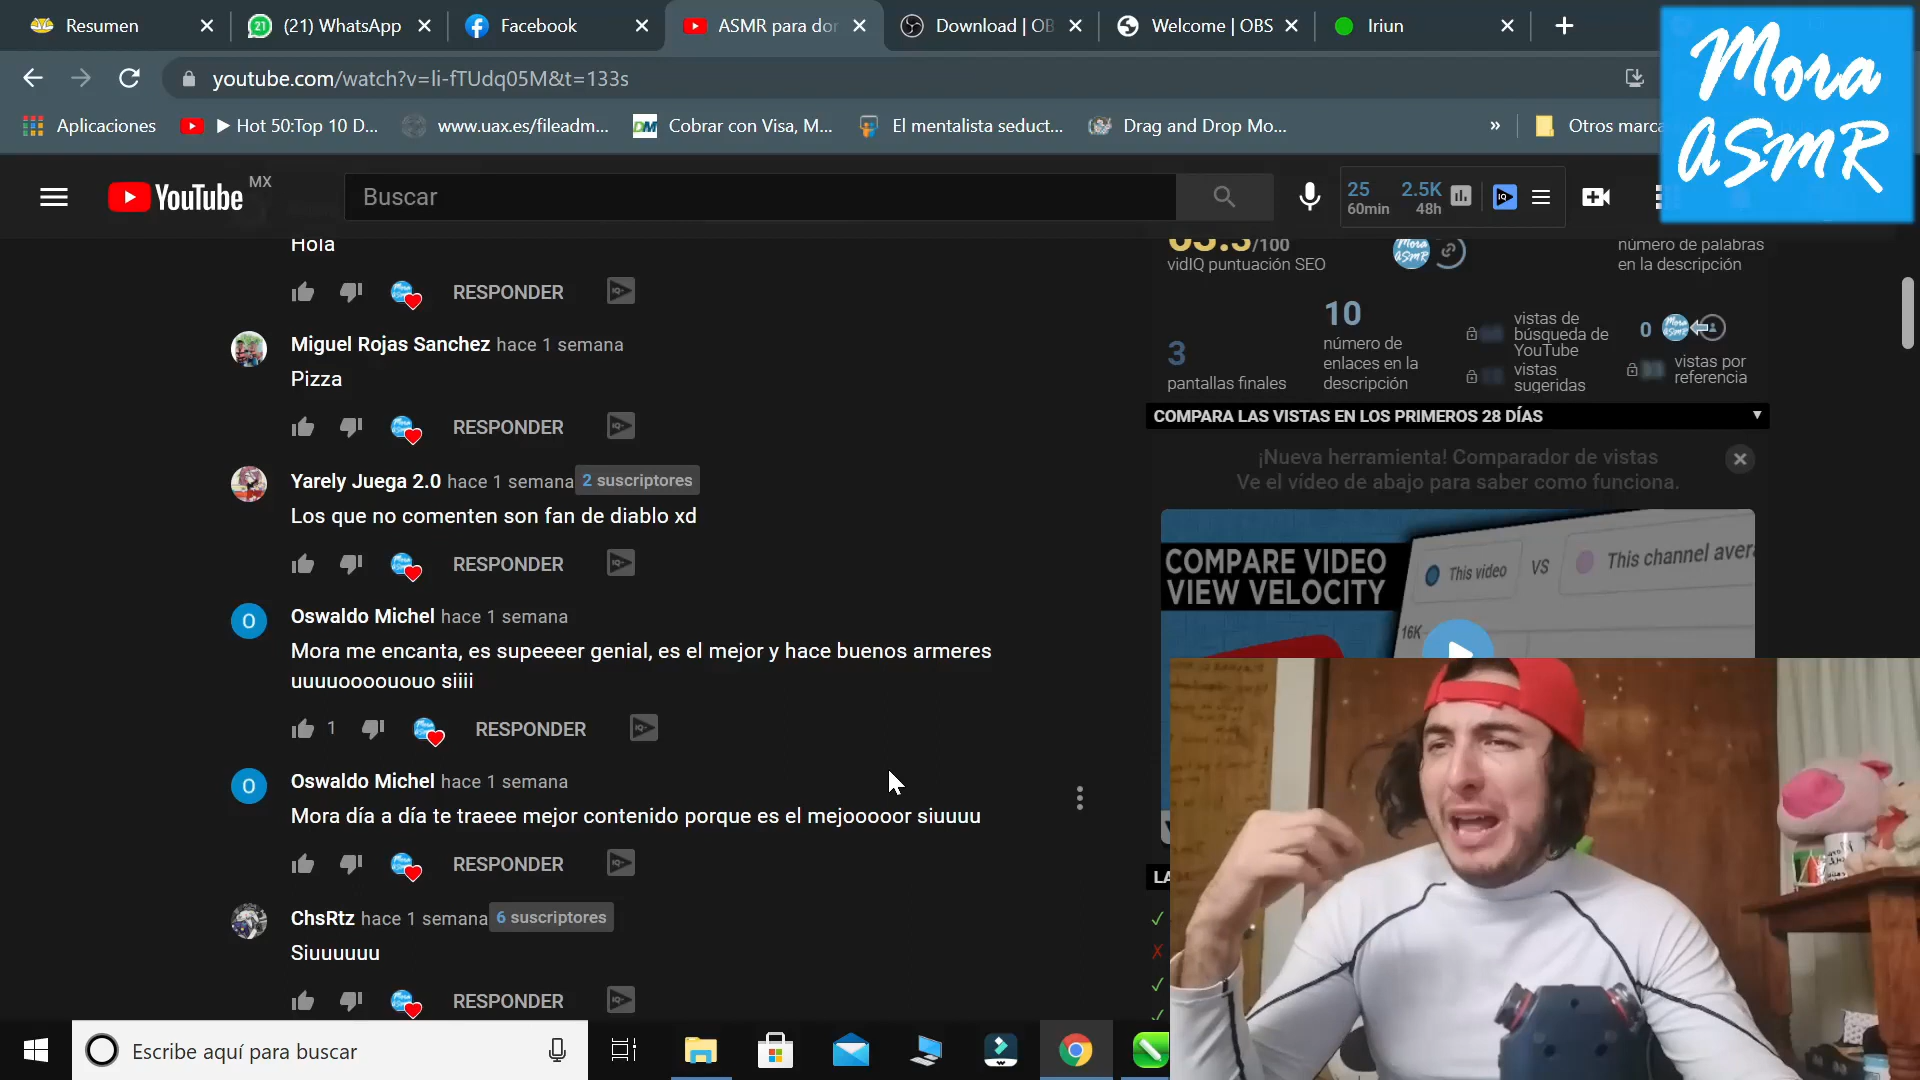 Resumen
(21) WhatsApp
Facebook
ASMR para dor
Download | OB
Welcome | OBS
Iriun
youtube.com/watch?v=li-fTUdq05M&t=133s
Aplicaciones
▶ Hot 50:Top 10 D...
www.uax.es/fileadm...
Cobrar con Visa, M...
El mentalista seduct...
Drag and Drop Mo...
»
Otros marca
Mora
ASMR
YouTube MX
Buscar
25
60min
2.5K
48h
Hola
RESPONDER
Miguel Rojas Sanchez hace 1 semana
Pizza
RESPONDER
Yarely Juega 2.0 hace 1 semana 2 suscriptores
Los que no comenten son fan de diablo xd
RESPONDER
Oswaldo Michel hace 1 semana
Mora me encanta, es supeeeer genial, es el mejor y hace buenos armeres
uuuuoooououo siiii
1 RESPONDER
Oswaldo Michel hace 1 semana
Mora día a día te traeee mejor contenido porque es el mejooooor siuuuu
RESPONDER
ChsRtz hace 1 semana 6 suscriptores
Siuuuuuu
RESPONDER
/100
vidIQ puntuación SEO
número de palabras
en la descripción
3
pantallas finales
10
número de
enlaces en la
descripción
vistas de
búsqueda de
YouTube
vistas
sugeridas
0
vistas por
referencia
COMPARA LAS VISTAS EN LOS PRIMEROS 28 DÍAS
¡Nueva herramienta! Comparador de vistas
Ve el vídeo de abajo para saber como funciona.
COMPARE VIDEO
VIEW VELOCITY
This video VS This channel aver
16K
LA
Escribe aquí para buscar